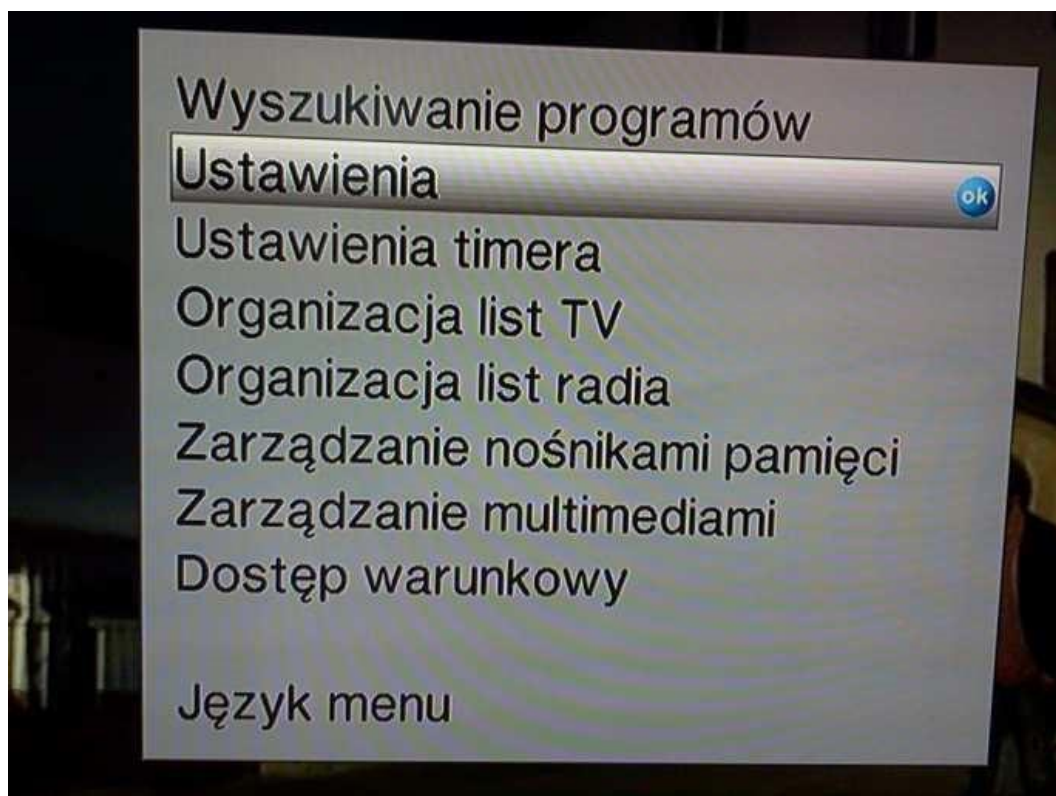 Wyszukiwanie programów
Ustawienia ok
Ustawienia timera
Organizacja list TV
Organizacja list radia
Zarządzanie nośnikami pamięci
Zarządzanie multimediami
Dostęp warunkowy
Język menu